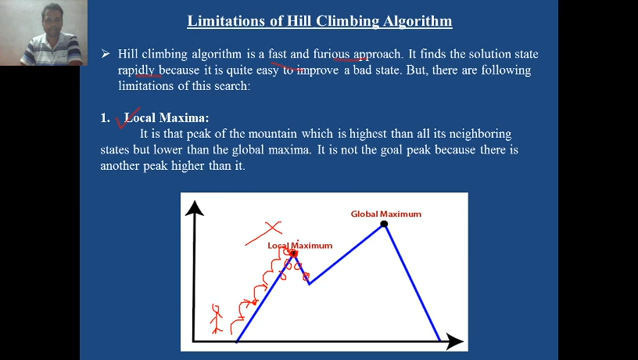 Limitations of Hill Climbing Algorithm
➢ Hill climbing algorithm is a fast and furious approach. It finds the solution state
rapidly because it is quite easy to improve a bad state. But, there are following
limitations of this search:
1. Local Maxima:
It is that peak of the mountain which is highest than all its neighboring
states but lower than the global maxima. It is not the goal peak because there is
another peak higher than it.
Global Maximum
Local Maximum